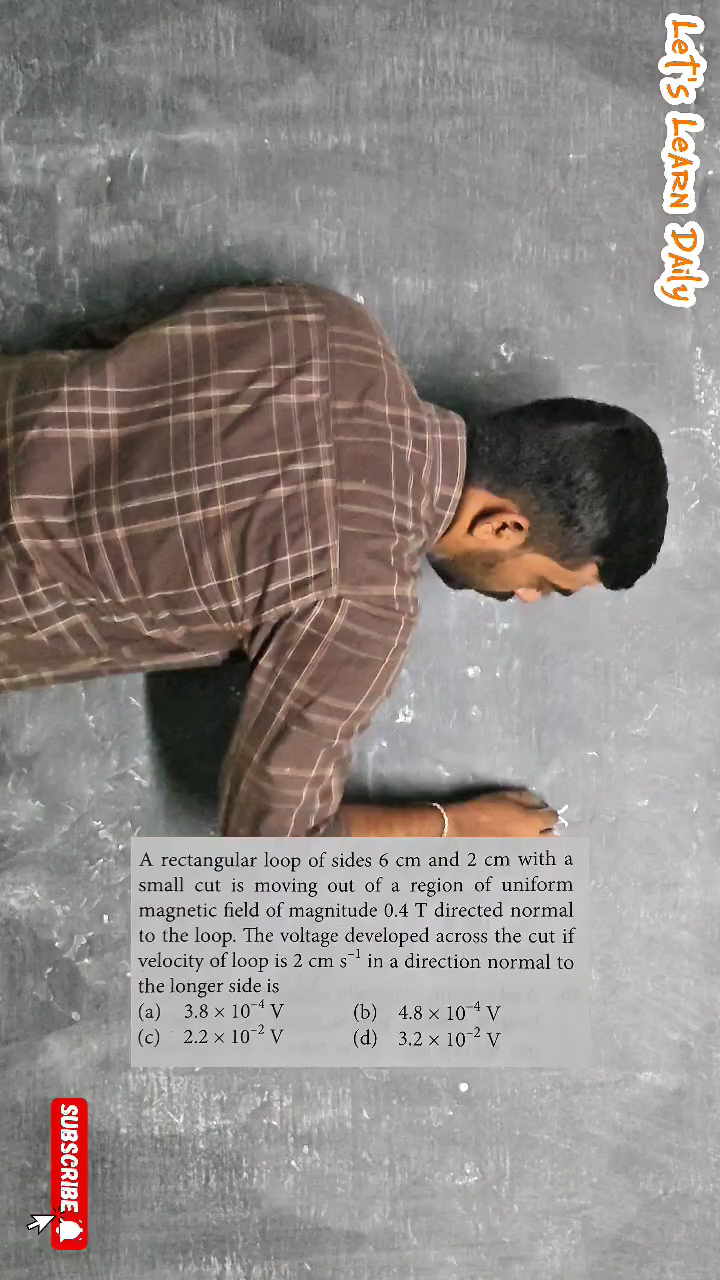 Let's Learn Daily
A rectangular loop of sides 6 cm and 2 cm with a
small cut is moving out of a region of uniform
magnetic field of magnitude 0.4 T directed normal
to the loop. The voltage developed across the cut if
velocity of loop is 2 cm s⁻¹ in a direction normal to
the longer side is
(a) 3.8 × 10⁻⁴ V (b) 4.8 × 10⁻⁴ V
(c) 2.2 × 10⁻² V (d) 3.2 × 10⁻² V
SUBSCRIBE